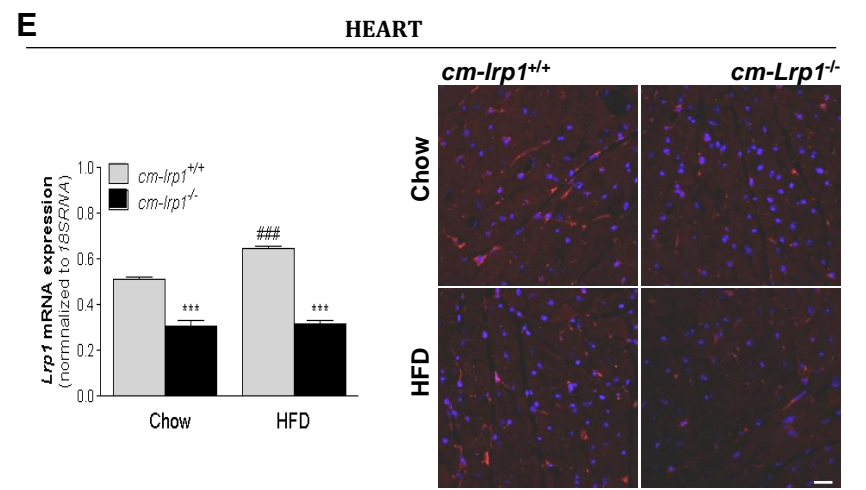 E
HEART
cm-lrp1+/+
cm-Lrp1-/-
Chow
HFD
Lrp1 mRNA expression
(normnalized to 18SRNA)
cm-lrp1+/+
cm-lrp1-/-
1.0
0.8
0.6
0.4
0.2
0.0
***
###
***
Chow
HFD